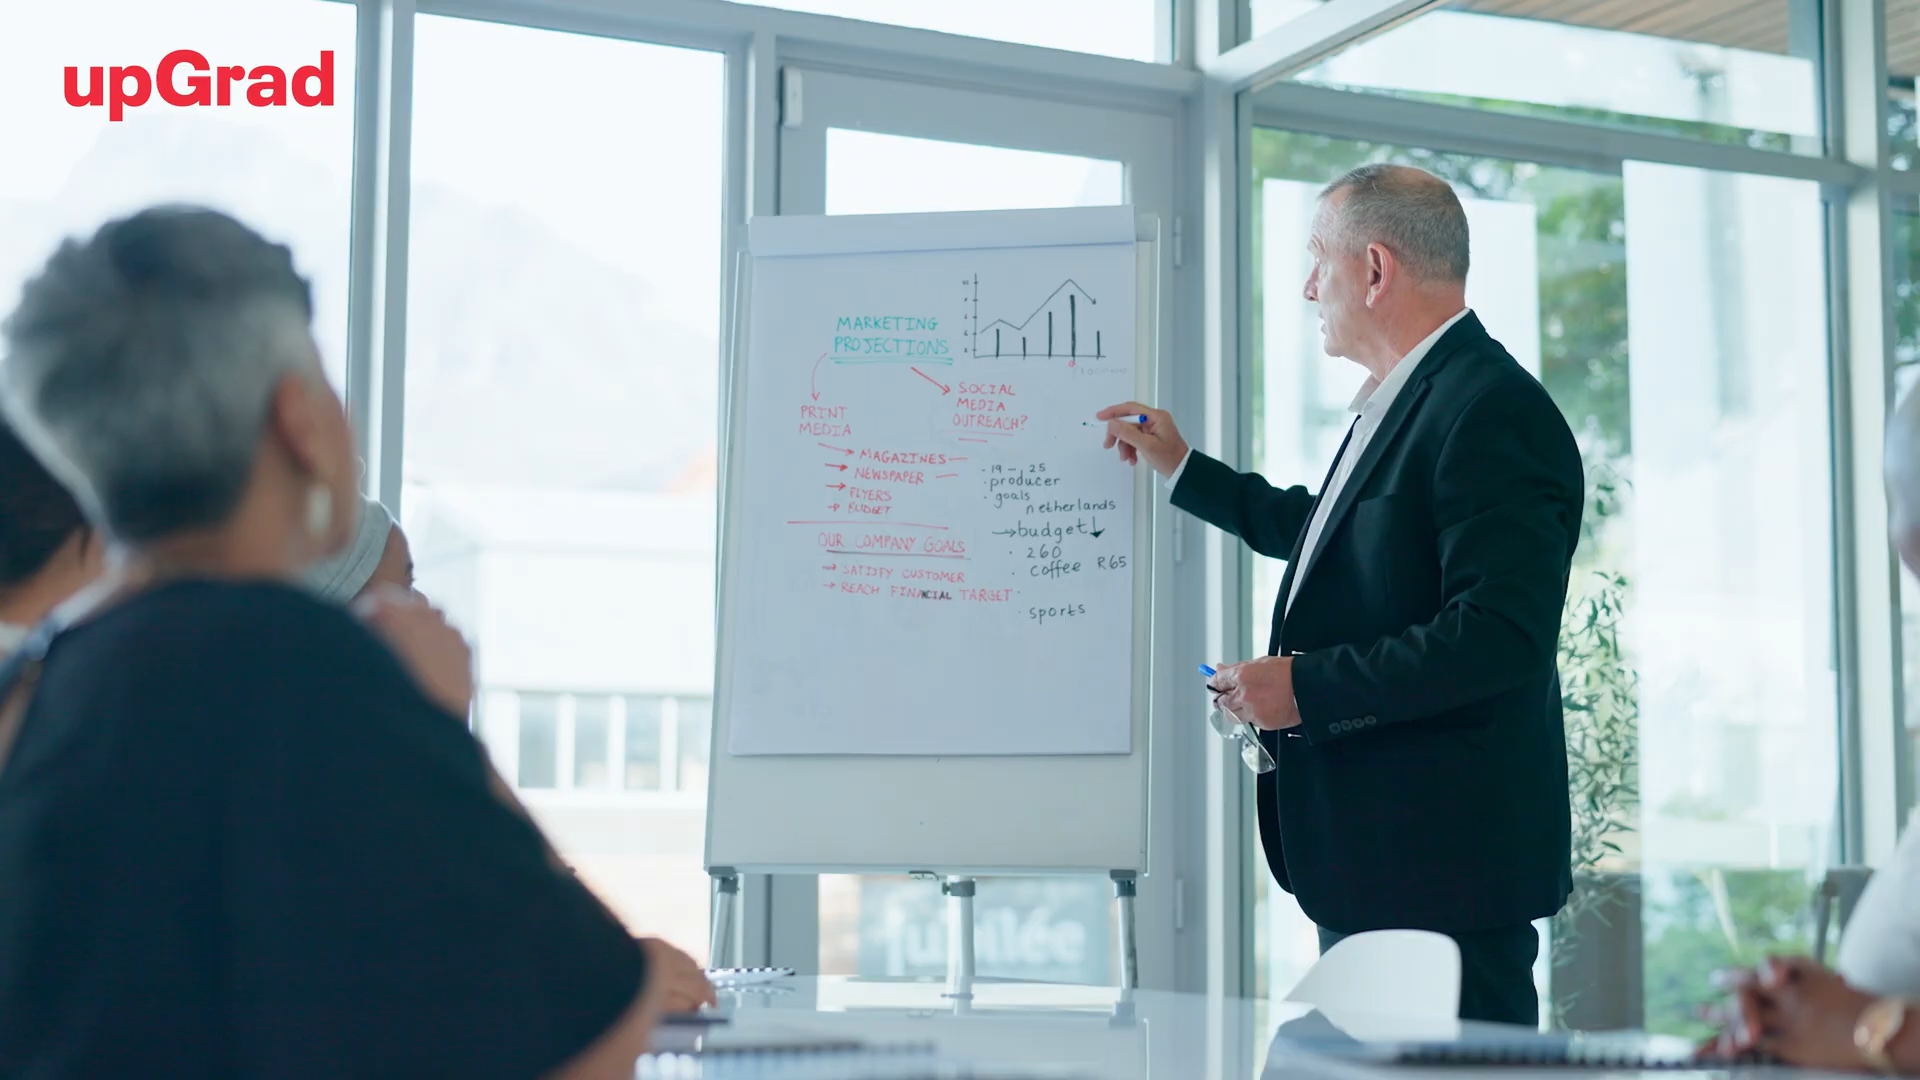 upGrad
MARKETING
PROJECTIONS
PRINT
MEDIA
SOCIAL
MEDIA
OUTREACH?
MAGAZINES
NEWSPAPER
FLYERS
BUDGET
OUR COMPANY GOALS
→ SATISFY CUSTOMER
→ REACH FINANCIAL TARGET
· 19 - 25
· producer
· goals
netherlands
→ budget ↓
· 260
· coffee R65
· sports
jubilée